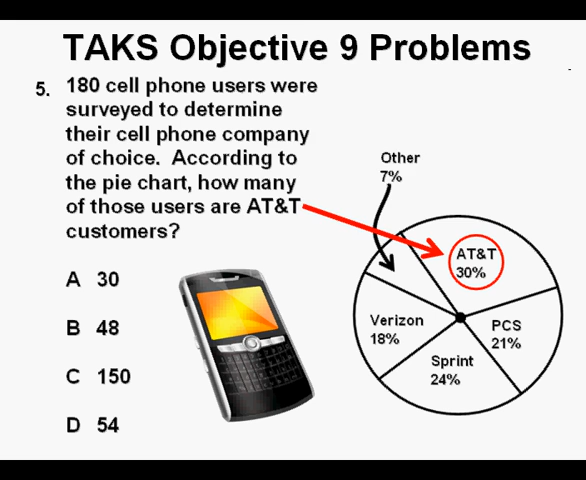 TAKS Objective 9 Problems
5. 180 cell phone users were
surveyed to determine
their cell phone company
of choice. According to
the pie chart, how many
of those users are AT&T
customers?
A 30
B 48
C 150
D 54
Other
7%
AT&T
30%
PCS
21%
Sprint
24%
Verizon
18%